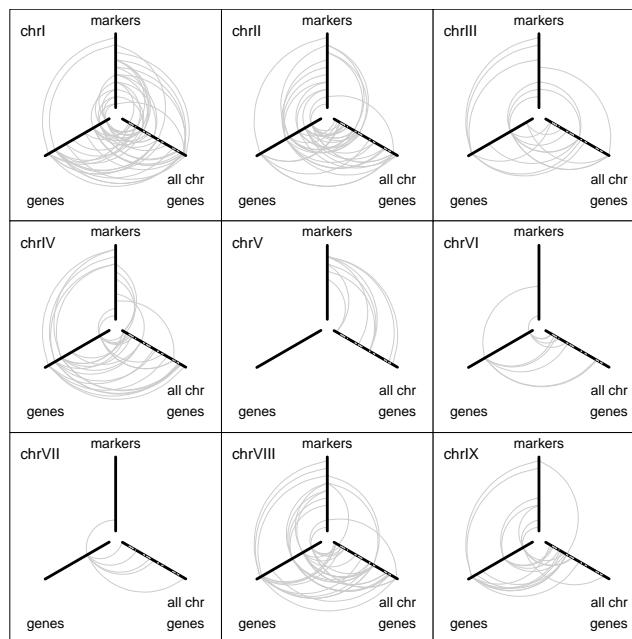 markers
chrI
all chr
genes
genes
markers
chrII
all chr
genes
genes
markers
chrIII
all chr
genes
genes
markers
chrIV
all chr
genes
genes
markers
chrV
all chr
genes
genes
markers
chrVI
all chr
genes
genes
markers
chrVII
all chr
genes
genes
markers
chrVIII
all chr
genes
genes
markers
chrIX
all chr
genes
genes